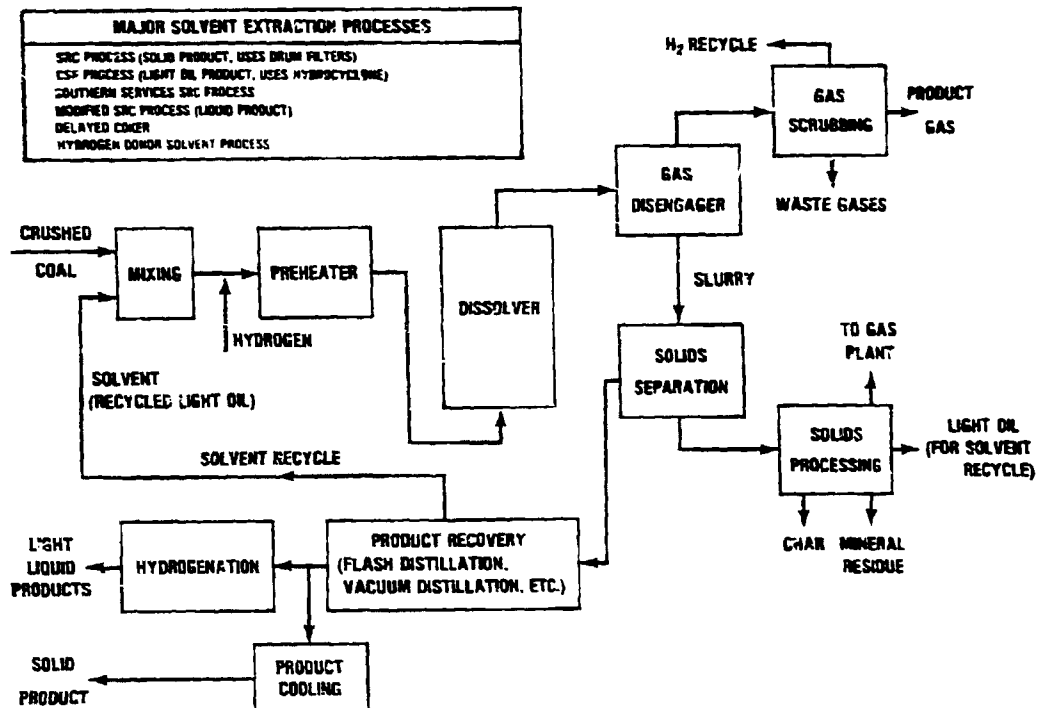 MAJOR SOLVENT EXTRACTION PROCESSES
SRC PROCESS (SOLID PRODUCT, USES DRUM FILTERS)
CSF PROCESS (LIGHT OIL PRODUCT, USES HYDROCYCLONE)
SOUTHERN SERVICES SRC PROCESS
MODIFIED SRC PROCESS (LIQUID PRODUCT)
DELAYED COKER
HYDROGEN DONOR SOLVENT PROCESS
H2 RECYCLE
GAS
SCRUBBING
PRODUCT
GAS
WASTE GASES
GAS
DISENGAGER
CRUSHED
COAL
MIXING
PREHEATER
HYDROGEN
DISSOLVER
SLURRY
SOLVENT
(RECYCLED LIGHT OIL)
SOLIDS
SEPARATION
TO GAS
PLANT
SOLIDS
PROCESSING
LIGHT OIL
(FOR SOLVENT
RECYCLE)
CHAR
MINERAL
RESIDUE
SOLVENT RECYCLE
PRODUCT RECOVERY
(FLASH DISTILLATION,
VACUUM DISTILLATION, ETC.)
HYDROGENATION
LIGHT
LIQUID
PRODUCTS
PRODUCT
COOLING
SOLID
PRODUCT